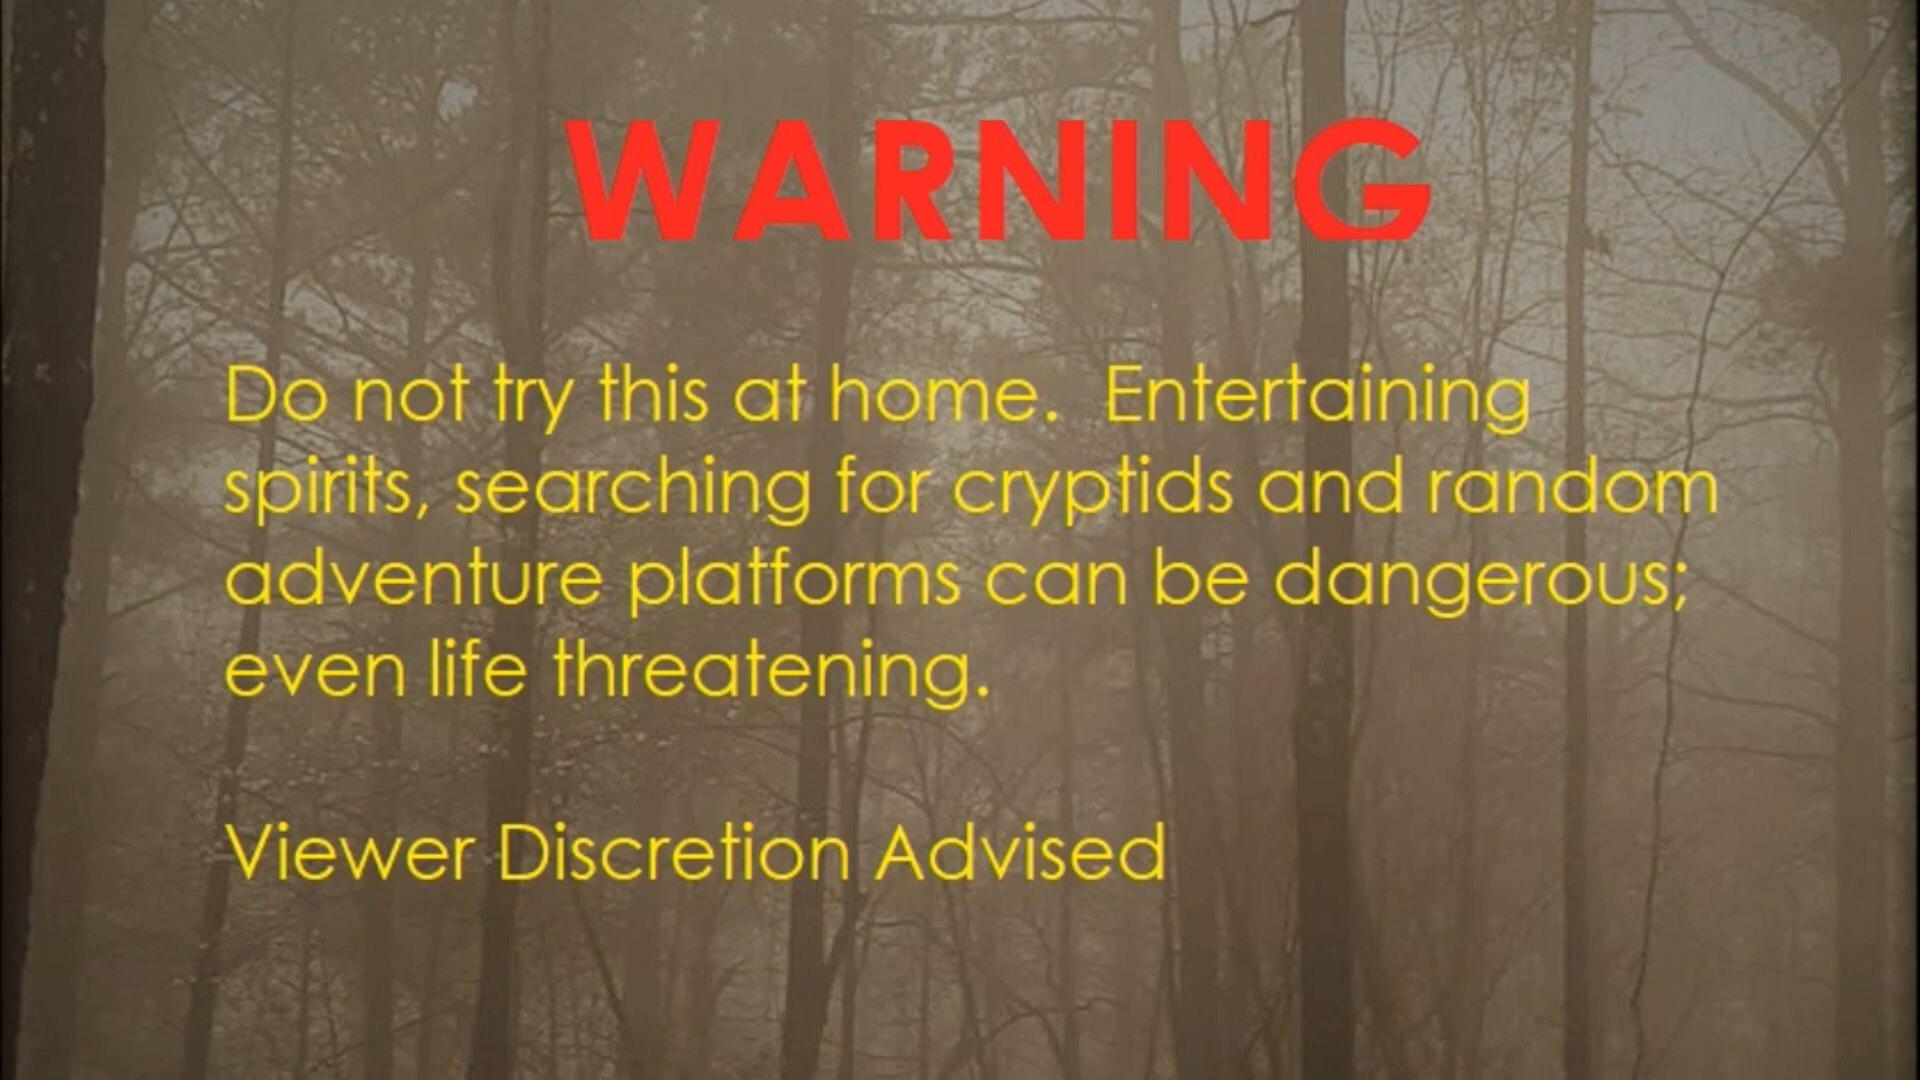 WARNING
Do not try this at home.  Entertaining
spirits, searching for cryptids and random
adventure platforms can be dangerous;
even life threatening.
Viewer Discretion Advised